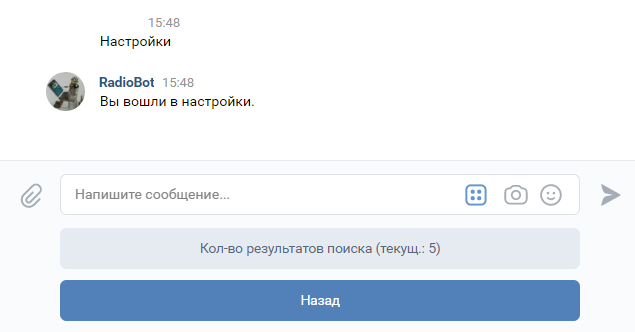 15:48
Настройки
RadioBot 15:48
Вы вошли в настройки.
Напишите сообщение...
Кол-во результатов поиска (текущ.: 5)
Назад